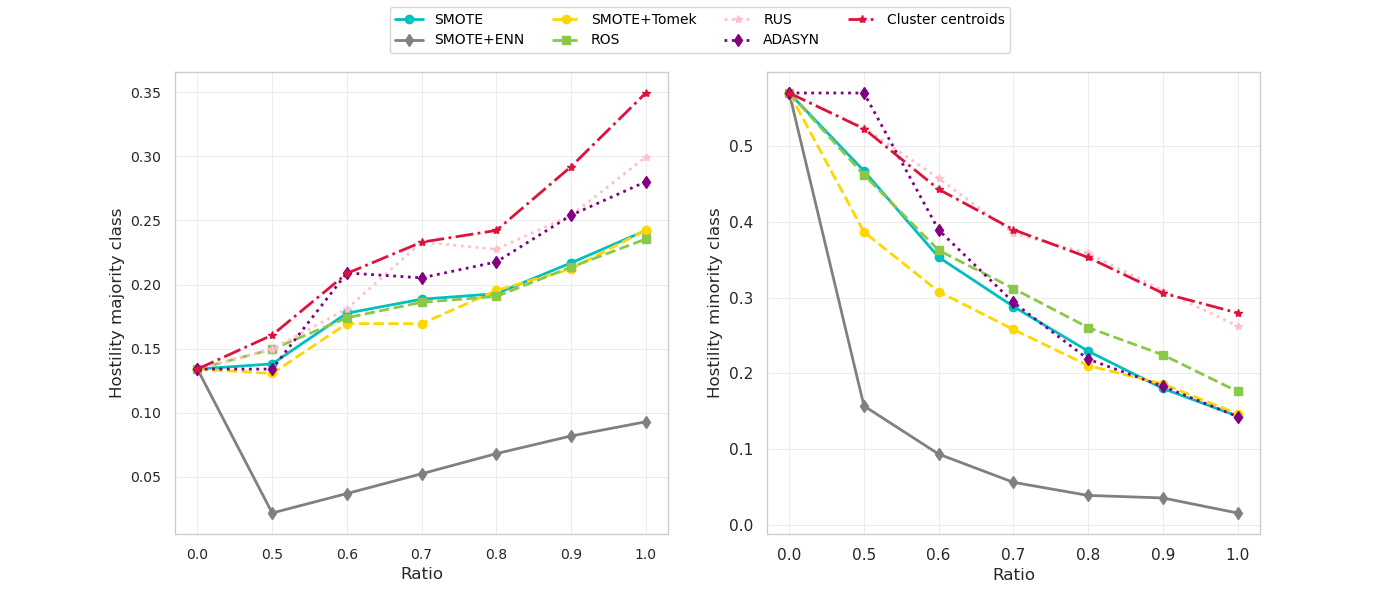 SMOTE SMOTE+Tomek RUS Cluster centroids
SMOTE+ENN ROS ADASYN
Hostility majority class
0.35
0.30
0.25
0.20
0.15
0.10
0.05
0.0 0.5 0.6 0.7 0.8 0.9 1.0
Ratio
Hostility minority class
0.5
0.4
0.3
0.2
0.1
0.0
0.0 0.5 0.6 0.7 0.8 0.9 1.0
Ratio